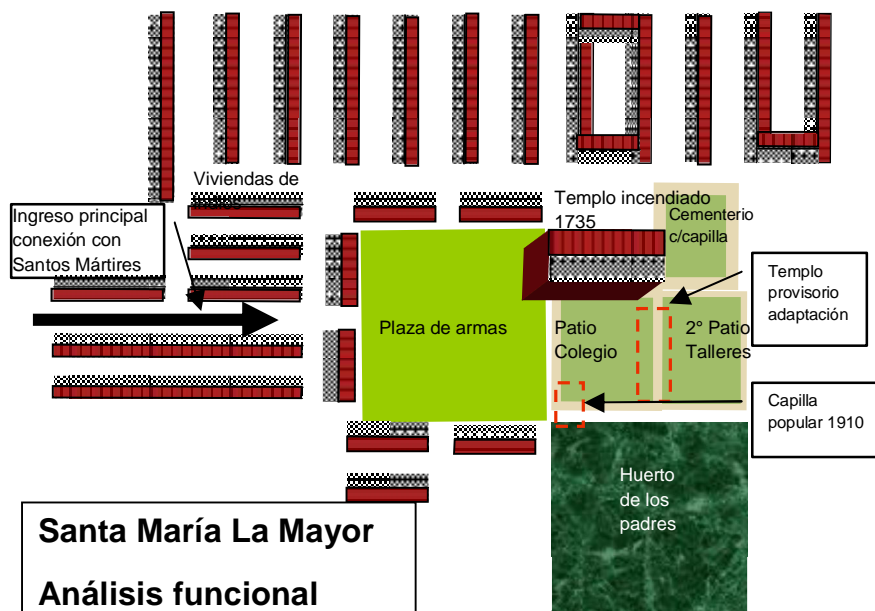 Viviendas de
Ingreso principal
conexión con
Santos Mártires
Templo incendiado
1735
Cementerio
c/capilla
Templo
provisorio
adaptación
Plaza de armas
Patio
Colegio
2° Patio
Talleres
Capilla
popular 1910
Huerto
de los
padres
Santa María La Mayor
Análisis funcional